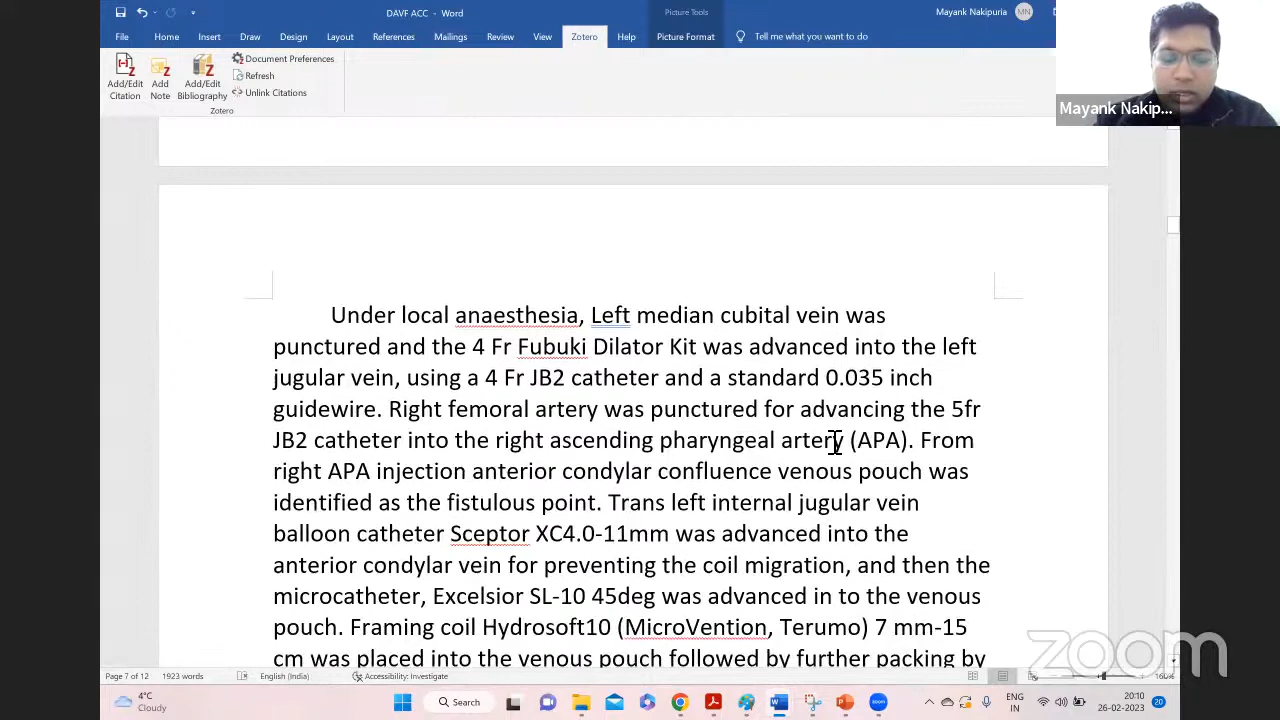 DAVF ACC - Word
Picture Tools
Mayank Nakipuria
MN
File
Home
Insert
Draw
Design
Layout
References
Mailings
Review
View
Zotero
Help
Picture Format
Tell me what you want to do
Add/Edit Citation
Add Note
Add/Edit Bibliography
Document Preferences
Refresh
Unlink Citations
Zotero
Mayank Nakip...
Under local anaesthesia, Left median cubital vein was
punctured and the 4 Fr Fubuki Dilator Kit was advanced into the left
jugular vein, using a 4 Fr JB2 catheter and a standard 0.035 inch
guidewire. Right femoral artery was punctured for advancing the 5fr
JB2 catheter into the right ascending pharyngeal artery (APA). From
right APA injection anterior condylar confluence venous pouch was
identified as the fistulous point. Trans left internal jugular vein
balloon catheter Sceptor XC4.0-11mm was advanced into the
anterior condylar vein for preventing the coil migration, and then the
microcatheter, Excelsior SL-10 45deg was advanced in to the venous
pouch. Framing coil Hydrosoft10 (MicroVention, Terumo) 7 mm-15
cm was placed into the venous pouch followed by further packing by
zoom
Page 7 of 12
1923 words
English (India)
Accessibility: Investigate
160%
4°C
Cloudy
Search
ENG
IN
20:10
26-02-2023
20